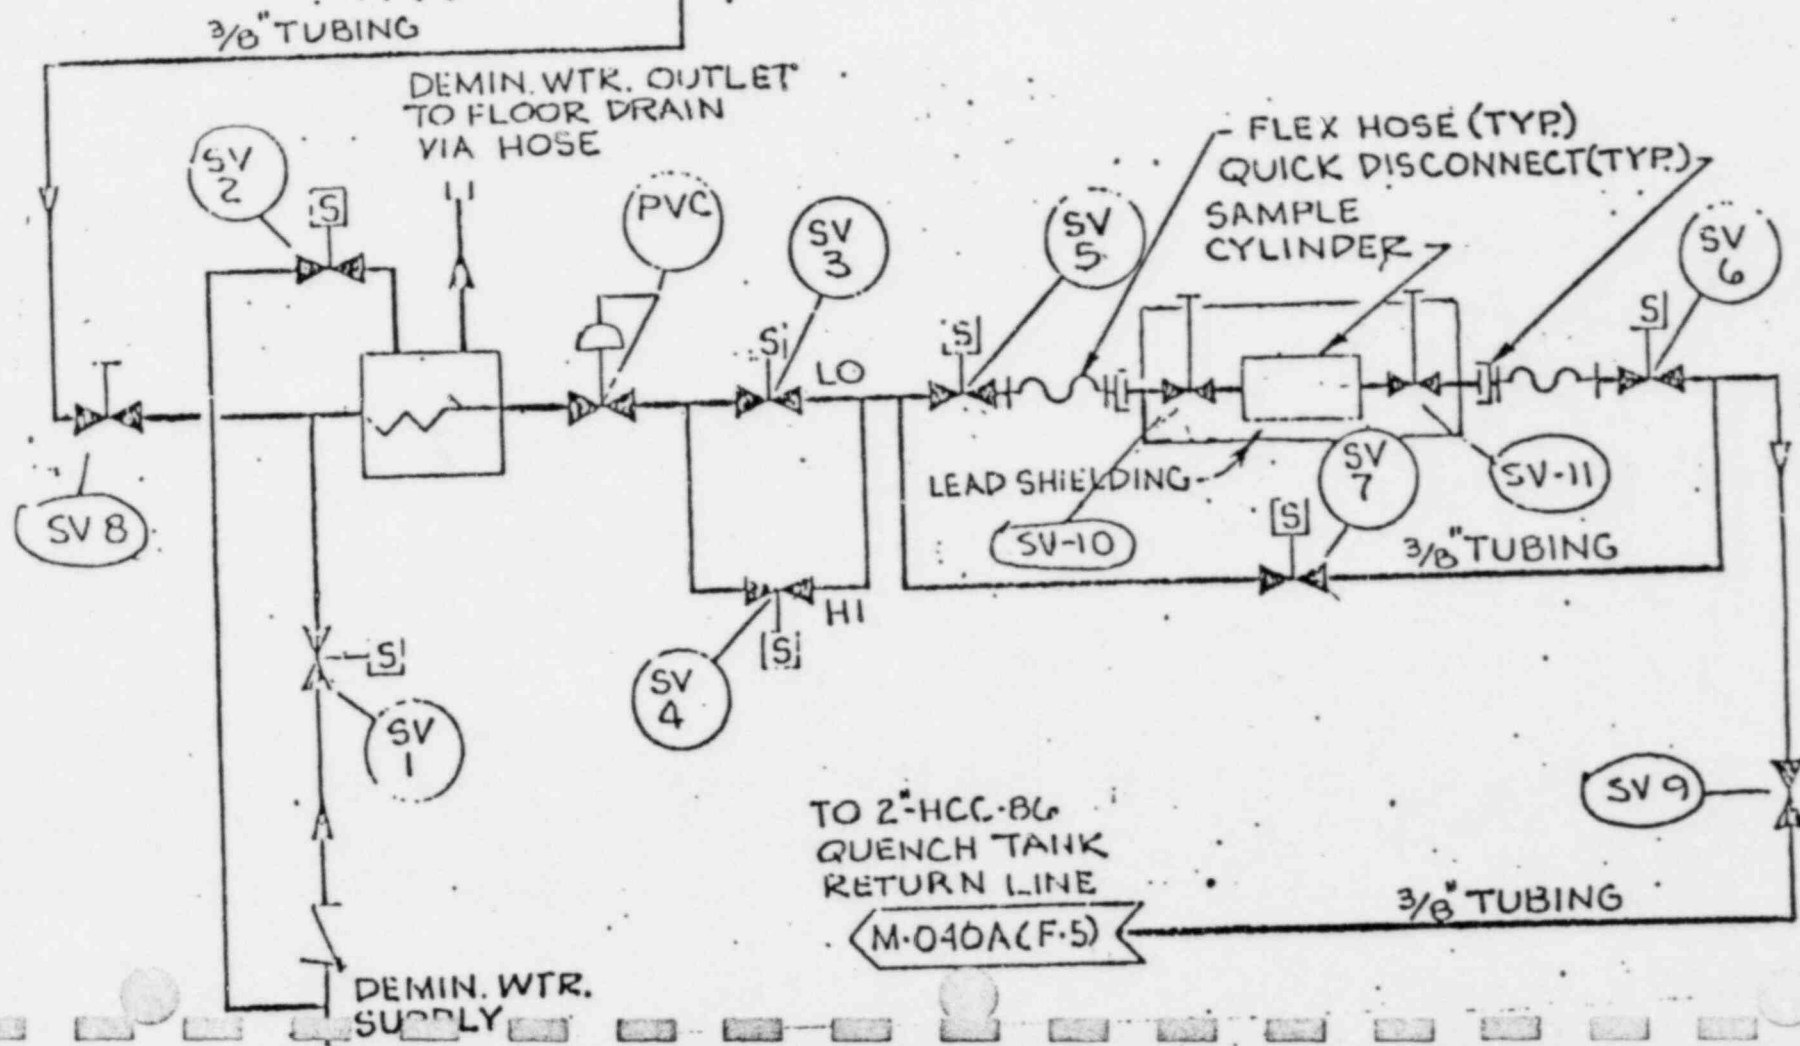 3/8" TUBING
DEMIN. WTR. OUTLET
TO FLOOR DRAIN
VIA HOSE
SV
2
S
PVC
SV
3
S
LO
SV
5
S
FLEX HOSE (TYP.)
QUICK DISCONNECT (TYP.)
SAMPLE
CYLINDER
SV
6
S
SV 8
LEAD SHIELDING
SV-10
SV
7
S
SV-11
3/8" TUBING
HI
S
SV
4
S
SV
1
SV 9
TO 2"-HCC-86
QUENCH TANK
RETURN LINE
M-040A (F-5)
3/8" TUBING
DEMIN. WTR.
SUPPLY